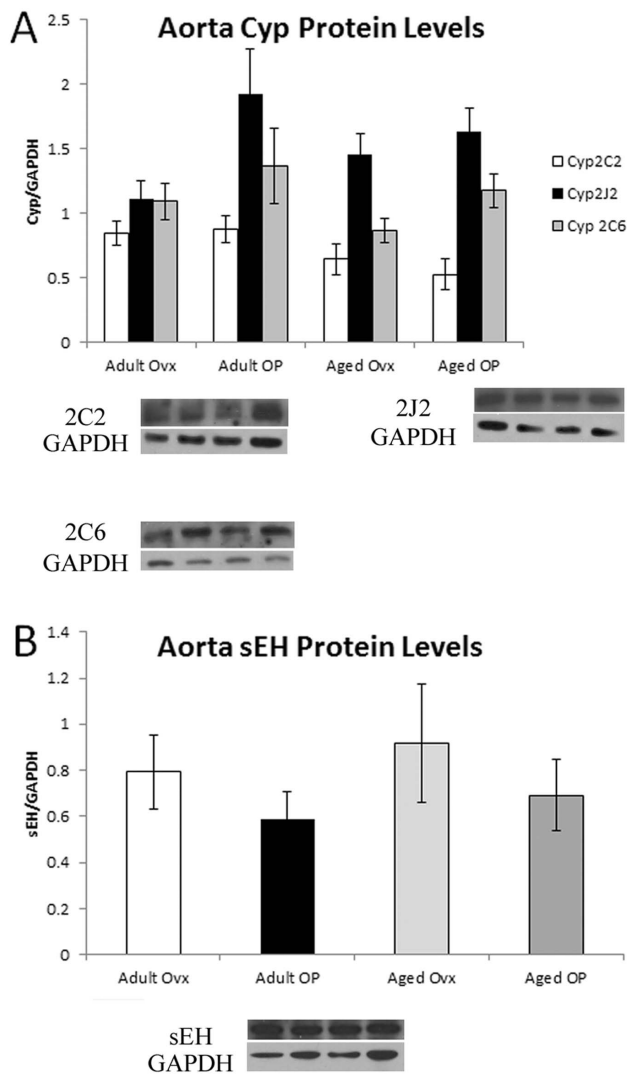 A
Aorta Cyp Protein Levels
2.5
2
1.5
1
0.5
0
Cyp/GAPDH
Cyp2C2
Cyp2J2
Cyp 2C6
Adult Ovx Adult OP Aged Ovx Aged OP
2C2
GAPDH
2J2
GAPDH
2C6
GAPDH
B
Aorta sEH Protein Levels
1.4
1.2
1
0.8
0.6
0.4
0.2
0
sEH/GAPDH
Adult Ovx Adult OP Aged Ovx Aged OP
sEH
GAPDH